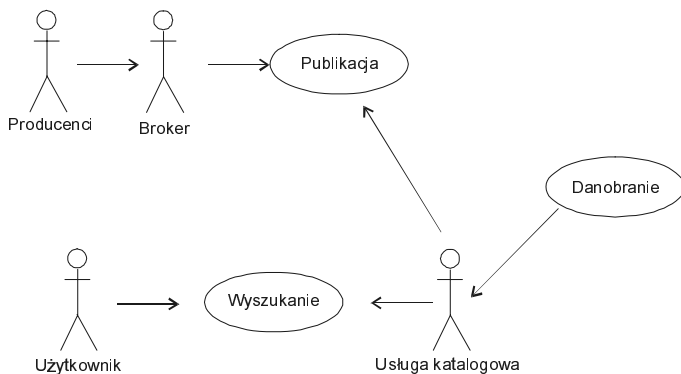 Publikacja
Producenci
Broker
Danobranie
Wyszukanie
Użytkownik
Usługa katalogowa